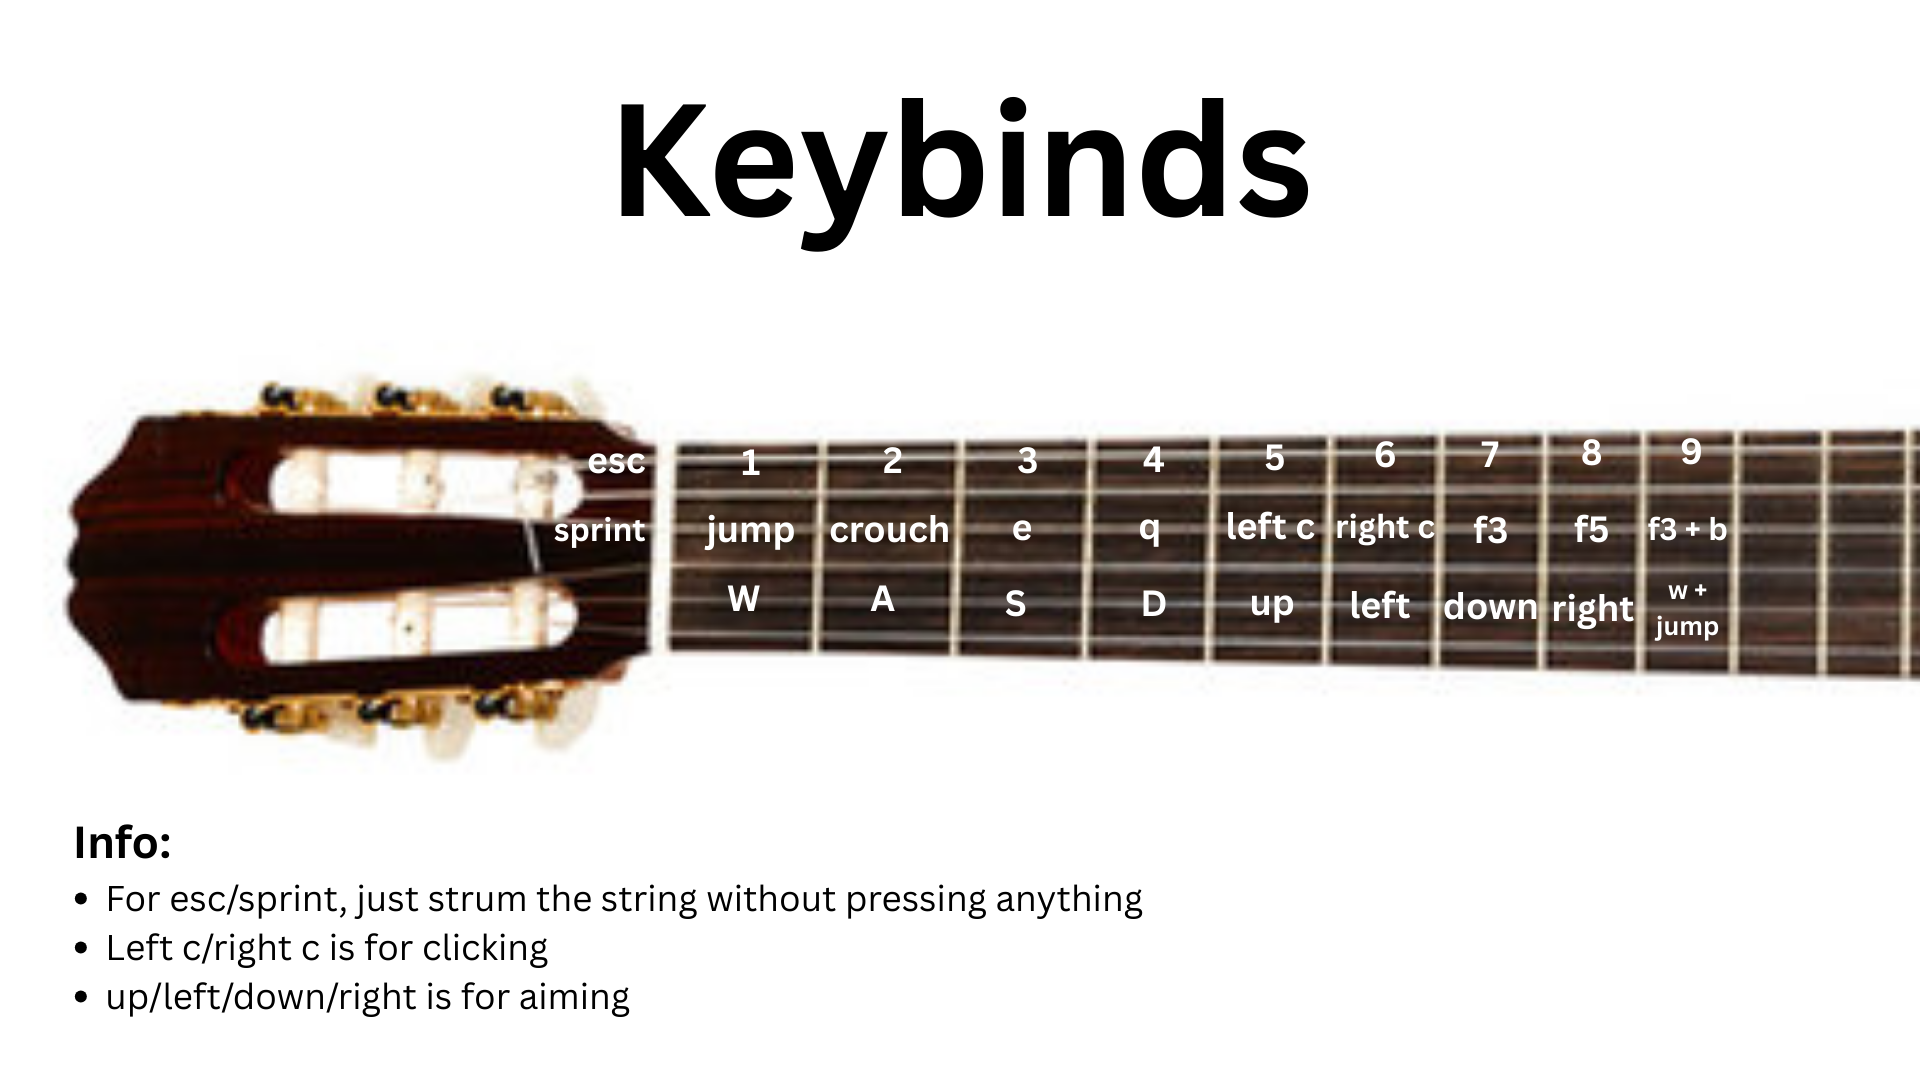 Keybinds
esc 1 2 3 4 5 6 7 8 9
sprint jump crouch e q left c right c f3 f5 f3 + b
W A S D up left down right w +
jump
Info:
• For esc/sprint, just strum the string without pressing anything
• Left c/right c is for clicking
• up/left/down/right is for aiming